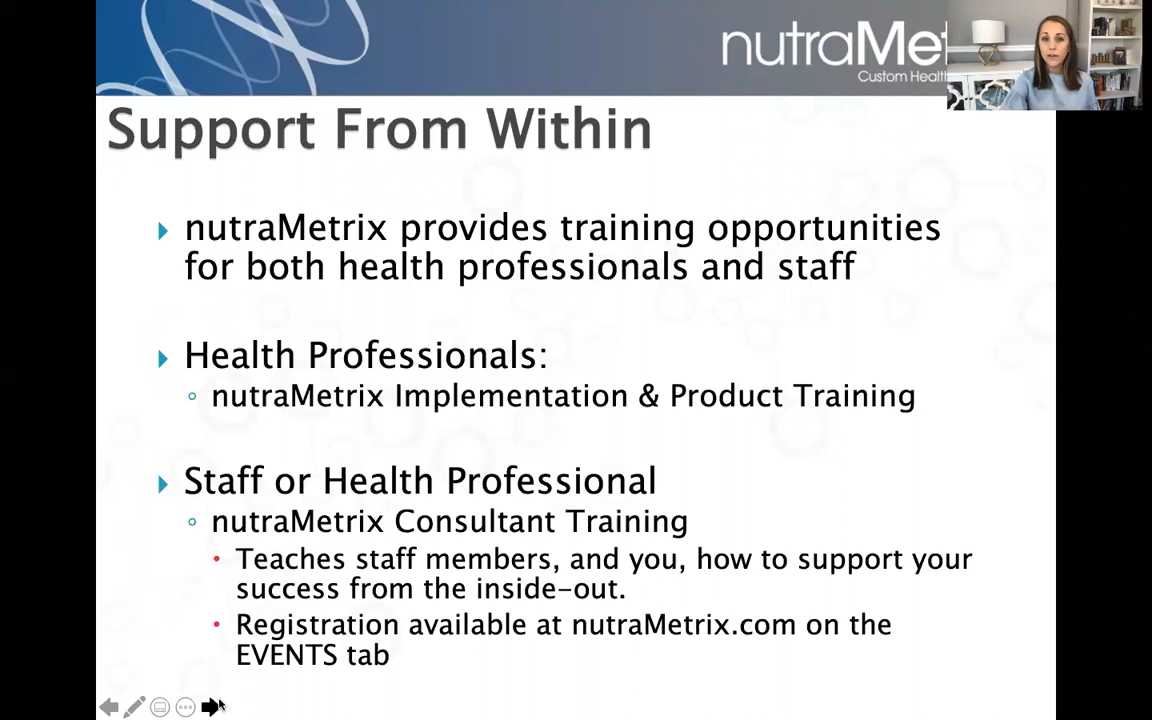 nutraMet
Custom Health
Support From Within
nutraMetrix provides training opportunities
for both health professionals and staff
Health Professionals:
nutraMetrix Implementation & Product Training
Staff or Health Professional
nutraMetrix Consultant Training
Teaches staff members, and you, how to support your
success from the inside-out.
Registration available at nutraMetrix.com on the
EVENTS tab